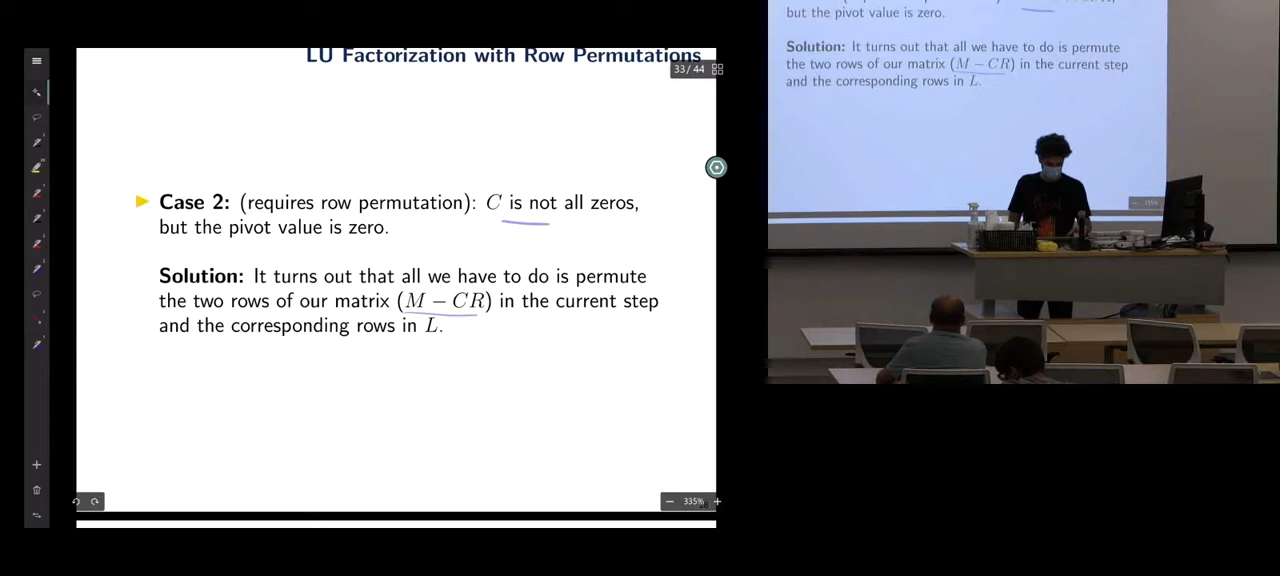 LU Factorization with Row Permutations
33 / 44
Case 2: (requires row permutation): C is not all zeros,
but the pivot value is zero.
Solution: It turns out that all we have to do is permute
the two rows of our matrix (M − CR) in the current step
and the corresponding rows in L.
335%
but the pivot value is zero.
Solution: It turns out that all we have to do is permute
the two rows of our matrix (M − CR) in the current step
and the corresponding rows in L.
335%